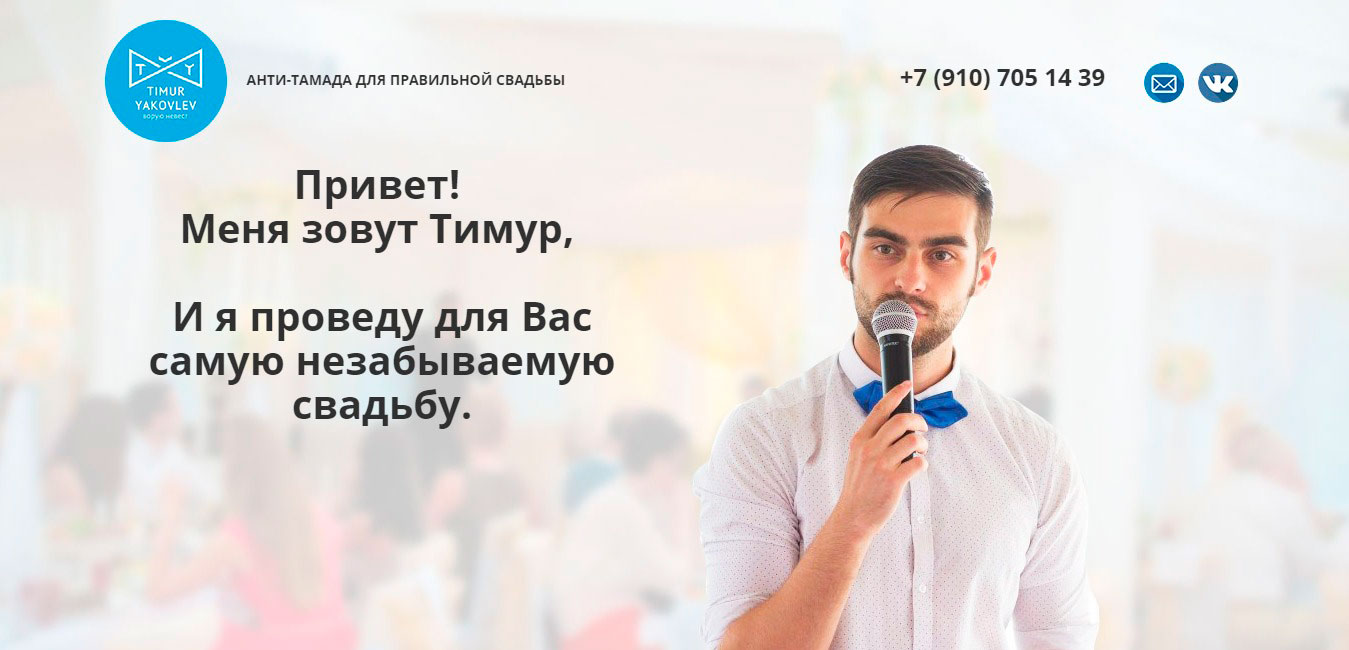 TYY
TIMUR
YAKOVLEV
ворую невест
АНТИ-ТАМАДА ДЛЯ ПРАВИЛЬНОЙ СВАДЬБЫ
+7 (910) 705 14 39
Привет!
Меня зовут Тимур,
И я проведу для Вас
самую незабываемую
свадьбу.